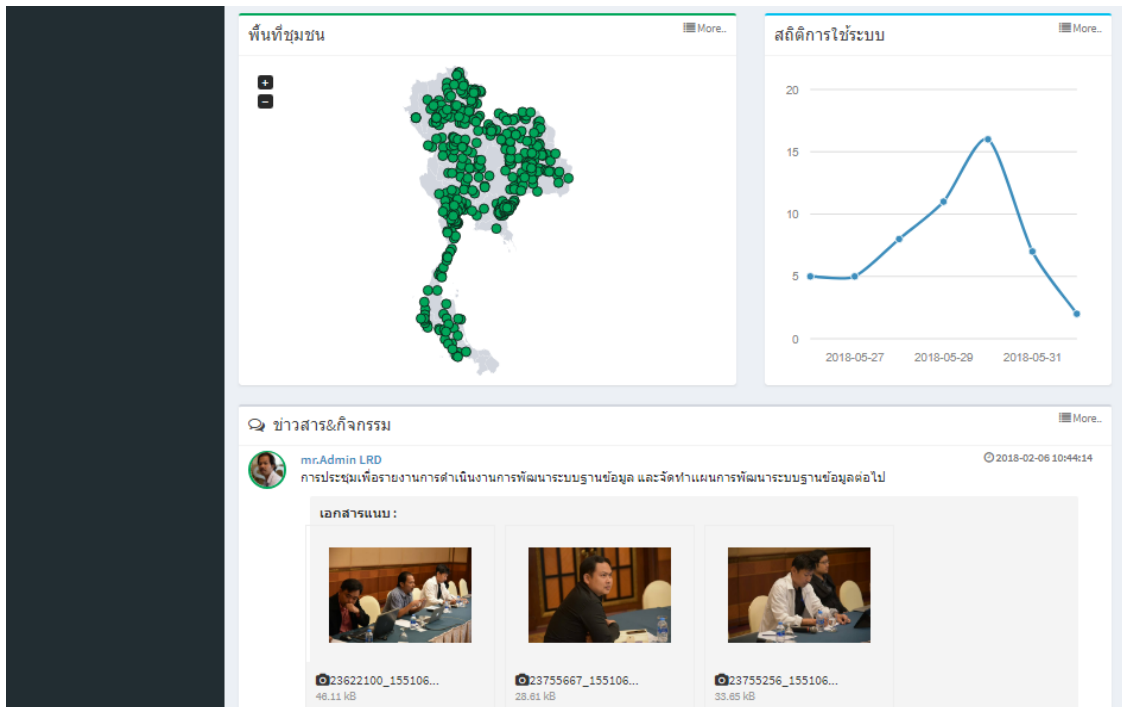 พื้นที่ชุมชน
More..
+
−
สถิติการใช้ระบบ
More..
20
15
10
5
0
2018-05-27 2018-05-29 2018-05-31
ข่าวสาร&กิจกรรม
More..
mr.Admin LRD
2018-02-06 10:44:14
การประชุมเพื่อรายงานการดำเนินงานการพัฒนาระบบฐานข้อมูล และจัดทำแผนการพัฒนาระบบฐานข้อมูลต่อไป
เอกสารแนบ :
23622100_155106...
46.11 kB
23755667_155106...
28.61 kB
23755256_155106...
33.65 kB